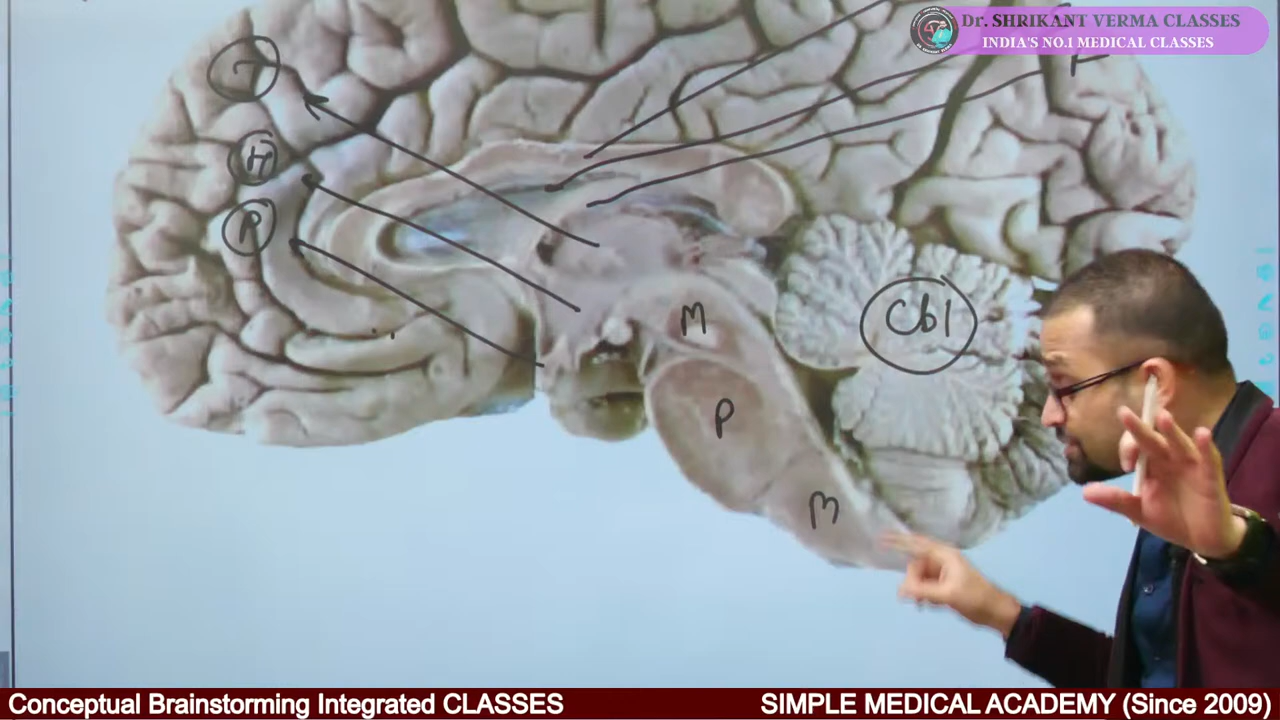 Dr. SHRIKANT VERMA CLASSES
INDIA'S NO.1 MEDICAL CLASSES
T
H
P
M
Cbl
P
M
Conceptual Brainstorming Integrated CLASSES
SIMPLE MEDICAL ACADEMY (Since 2009)